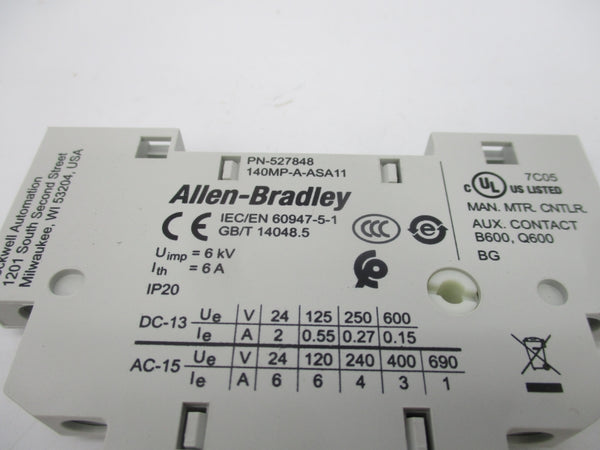 Automation
1201 South Second Street
Milwaukee, WI 53204, USA
PN-527848
140MP-A-ASA11
Allen-Bradley
CE IEC/EN 60947-5-1
GB/T 14048.5
CCC
Uimp = 6 kV
Ith = 6 A
IP20
c UL US LISTED
7C05
MAN. MTR. CNTLR.
AUX. CONTACT
B600, Q600
BG
DC-13 Ue V 24 125 250 600
Ie A 2 0.55 0.27 0.15
AC-15 Ue V 24 120 240 400 690
Ie A 6 6 4 3 1